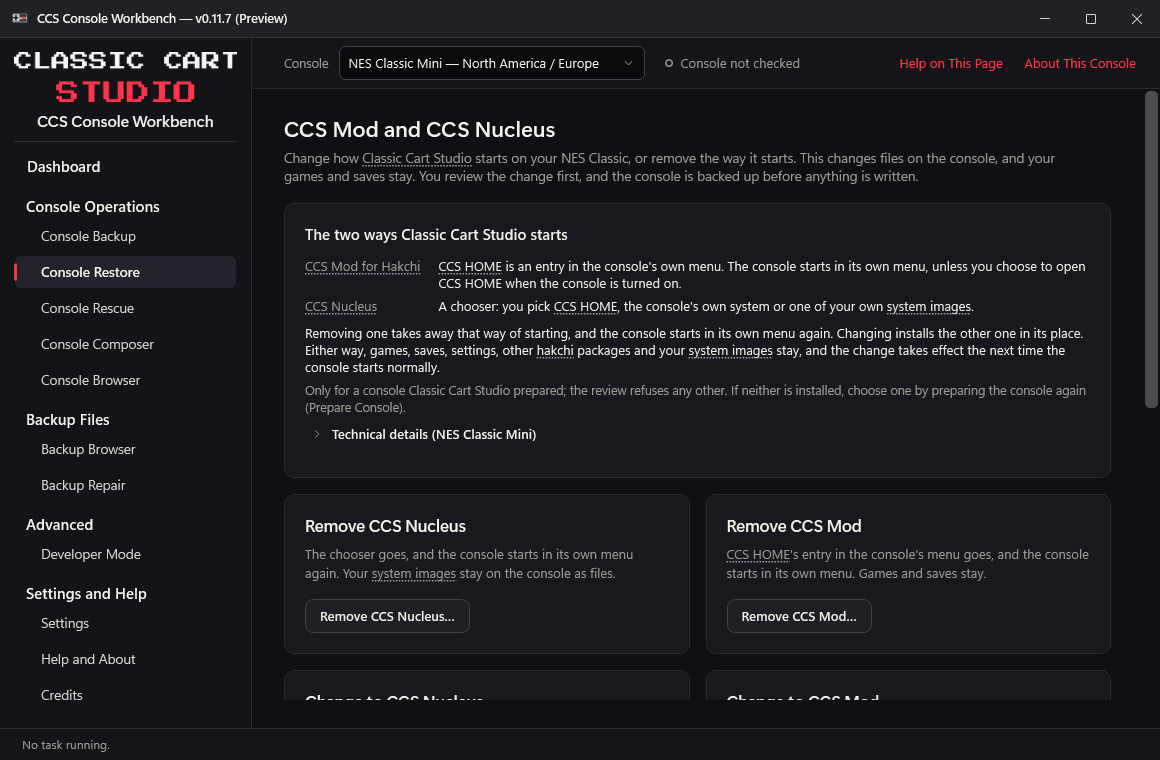 CCS Console Workbench — v0.11.7 (Preview)
CLASSIC CART
STUDIO
CCS Console Workbench
Dashboard
Console Operations
Console Backup
Console Restore
Console Rescue
Console Composer
Console Browser
Backup Files
Backup Browser
Backup Repair
Advanced
Developer Mode
Settings and Help
Settings
Help and About
Credits
Console
NES Classic Mini — North America / Europe
Console not checked
Help on This Page
About This Console
CCS Mod and CCS Nucleus
Change how Classic Cart Studio starts on your NES Classic, or remove the way it starts. This changes files on the console, and your
games and saves stay. You review the change first, and the console is backed up before anything is written.
The two ways Classic Cart Studio starts
CCS Mod for Hakchi
CCS HOME is an entry in the console's own menu. The console starts in its own menu, unless you choose to open
CCS HOME when the console is turned on.
CCS Nucleus
A chooser: you pick CCS HOME, the console's own system or one of your own system images.
Removing one takes away that way of starting, and the console starts in its own menu again. Changing installs the other one in its place.
Either way, games, saves, settings, other hakchi packages and your system images stay, and the change takes effect the next time the
console starts normally.
Only for a console Classic Cart Studio prepared; the review refuses any other. If neither is installed, choose one by preparing the console again
(Prepare Console).
Technical details (NES Classic Mini)
Remove CCS Nucleus
The chooser goes, and the console starts in its own menu
again. Your system images stay on the console as files.
Remove CCS Nucleus...
Remove CCS Mod
CCS HOME's entry in the console's menu goes, and the console
starts in its own menu. Games and saves stay.
Remove CCS Mod...
Change to CCS Nucleus
Change to CCS Mod
No task running.